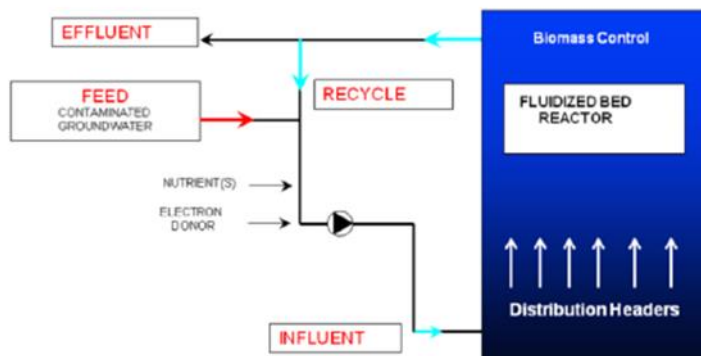 EFFLUENT
Biomass Control
FEED
CONTAMINATED
GROUNDWATER
RECYCLE
FLUIDIZED BED
REACTOR
NUTRIENT(S)
ELECTRON
DONOR
Distribution Headers
INFLUENT